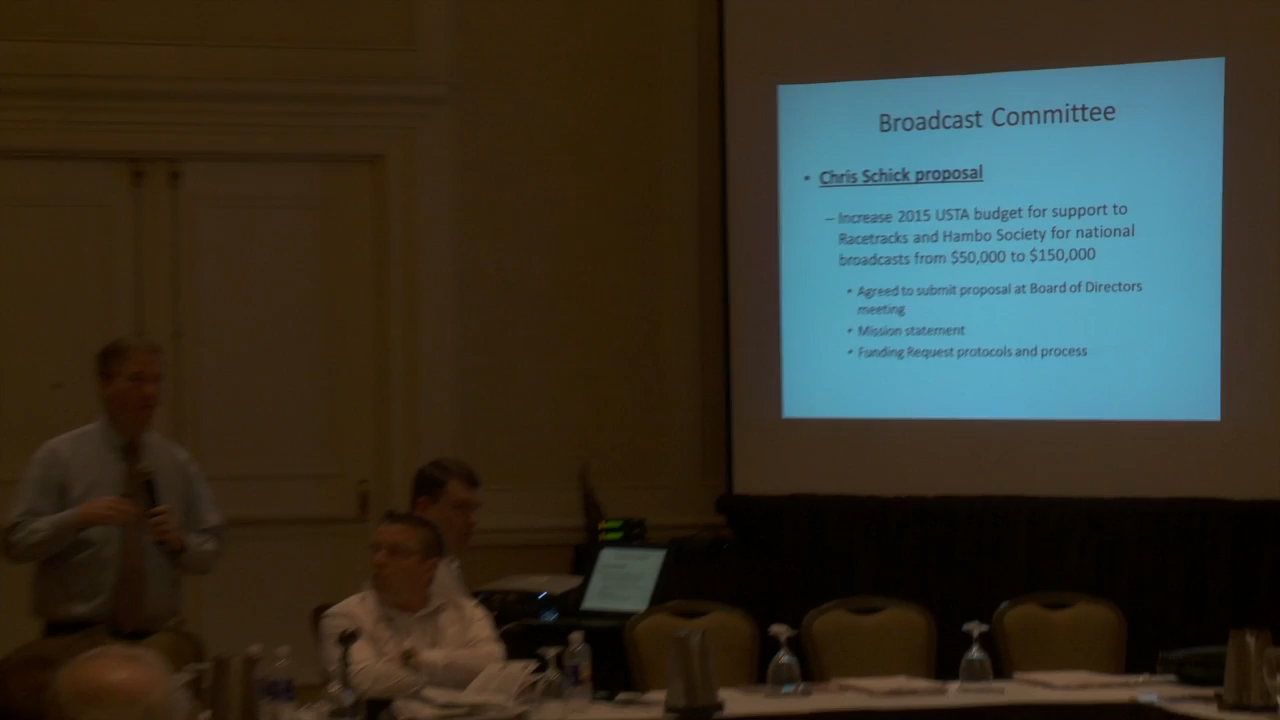 Broadcast Committee
• Chris Schick proposal
– Increase 2015 USTA budget for support to
Racetracks and Hambo Society for national
broadcasts from $50,000 to $150,000
• Agreed to submit proposal at Board of Directors
meeting
• Mission statement
• Funding Request protocols and process